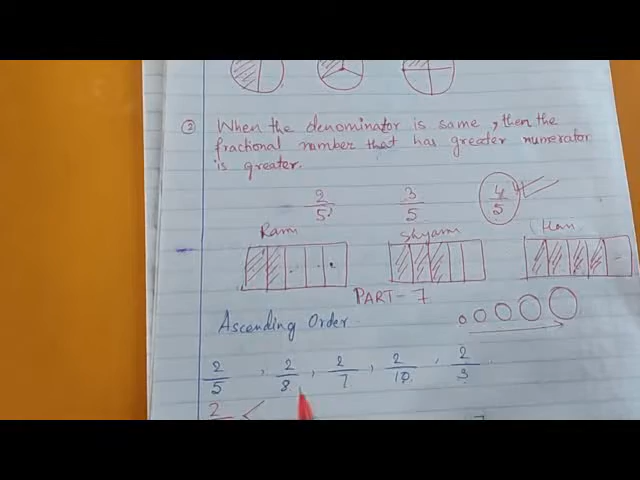 ② When the denominator is same, then the
fractional number that has greater numerator
is greater.
2/5 3/5 4/5
Ram Shyam Hari
PART-7
Ascending Order
2/5, 2/8, 2/7, 2/10, 2/3
2 <